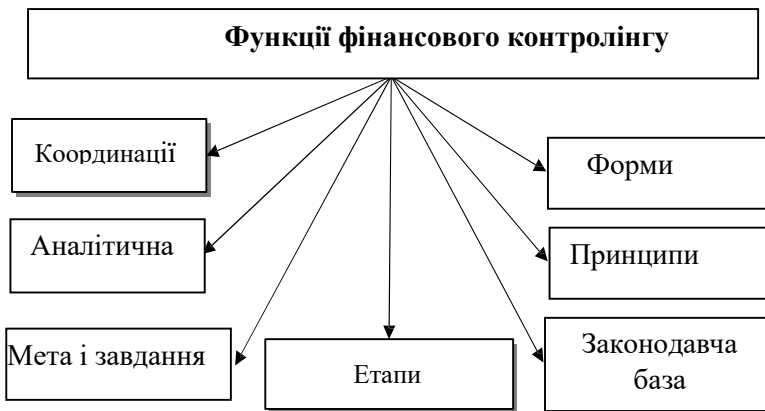 Функції фінансового контролінгу
Координації
Форми
Аналітична
Принципи
Мета і завдання
Етапи
Законодавча
база